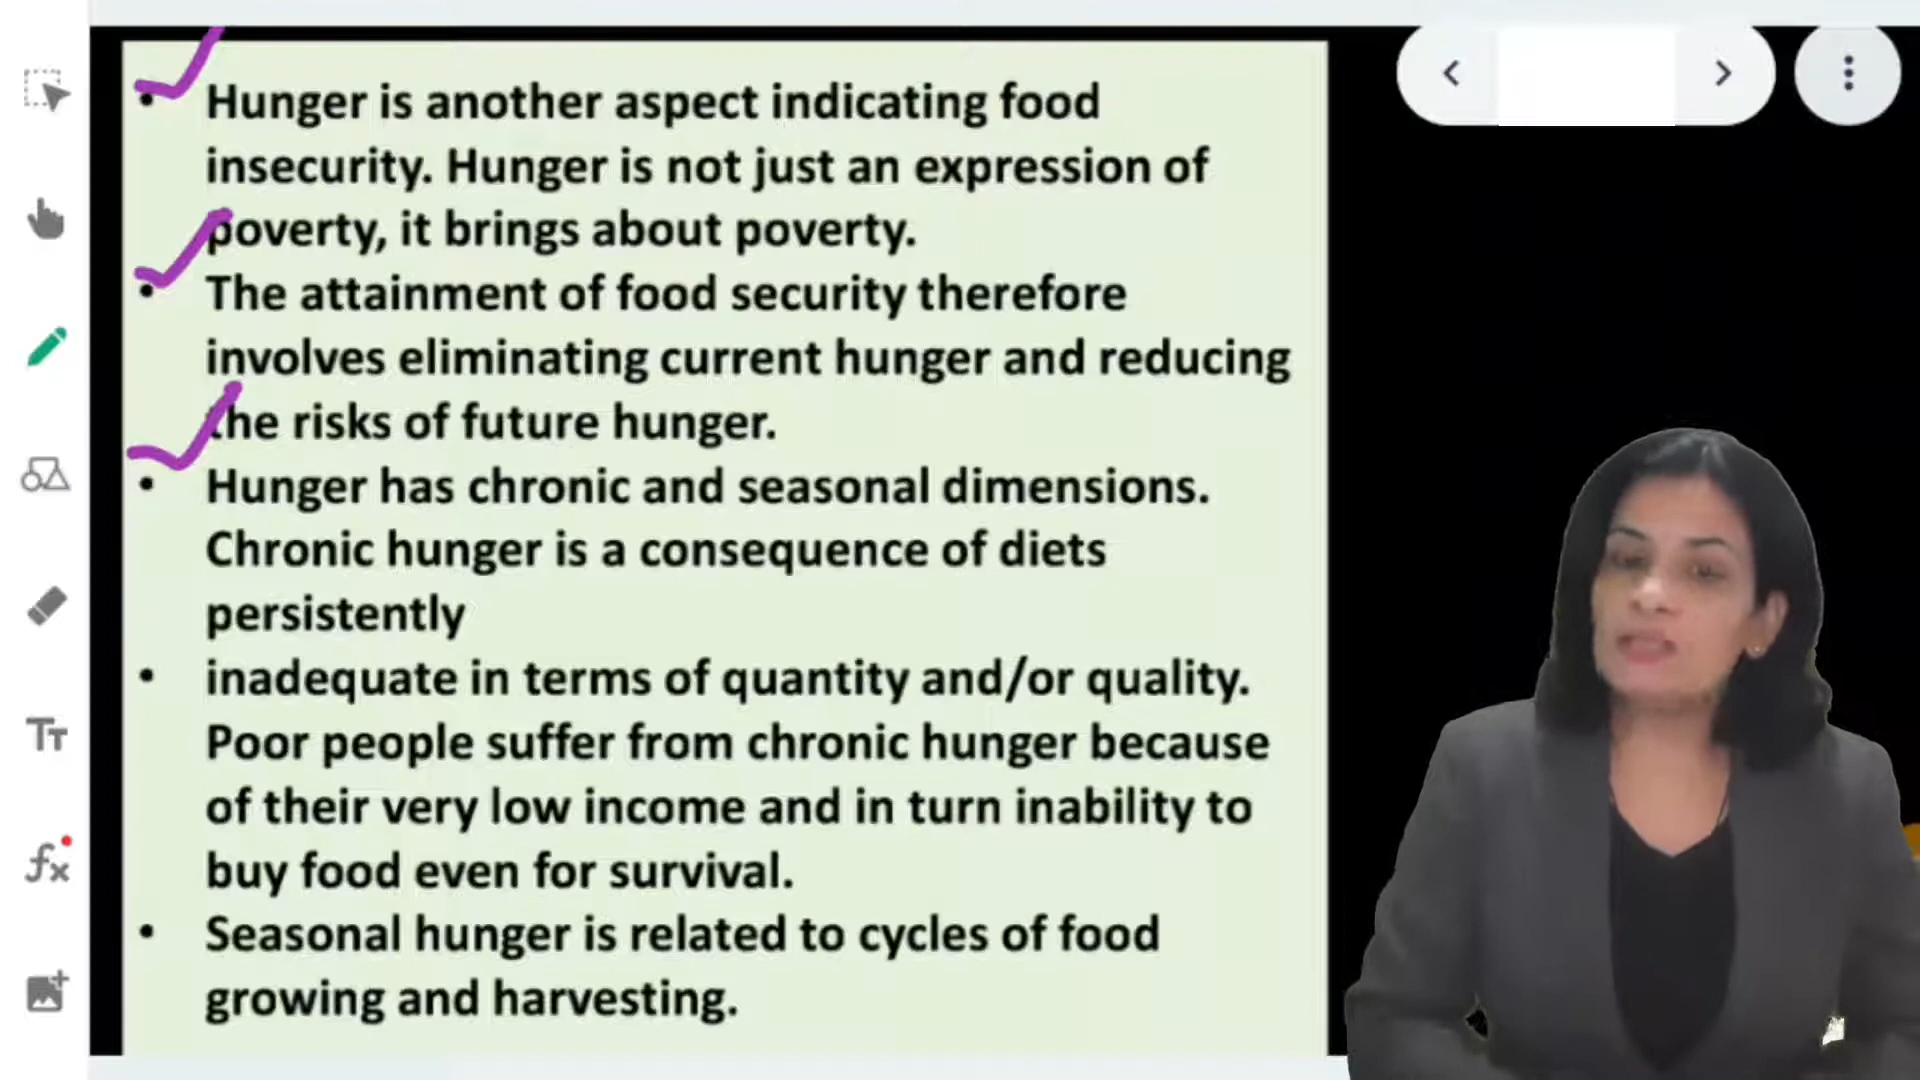 • Hunger is another aspect indicating food
insecurity. Hunger is not just an expression of
poverty, it brings about poverty.
• The attainment of food security therefore
involves eliminating current hunger and reducing
the risks of future hunger.
• Hunger has chronic and seasonal dimensions.
Chronic hunger is a consequence of diets
persistently
• inadequate in terms of quantity and/or quality.
Poor people suffer from chronic hunger because
of their very low income and in turn inability to
buy food even for survival.
• Seasonal hunger is related to cycles of food
growing and harvesting.
TT
fx